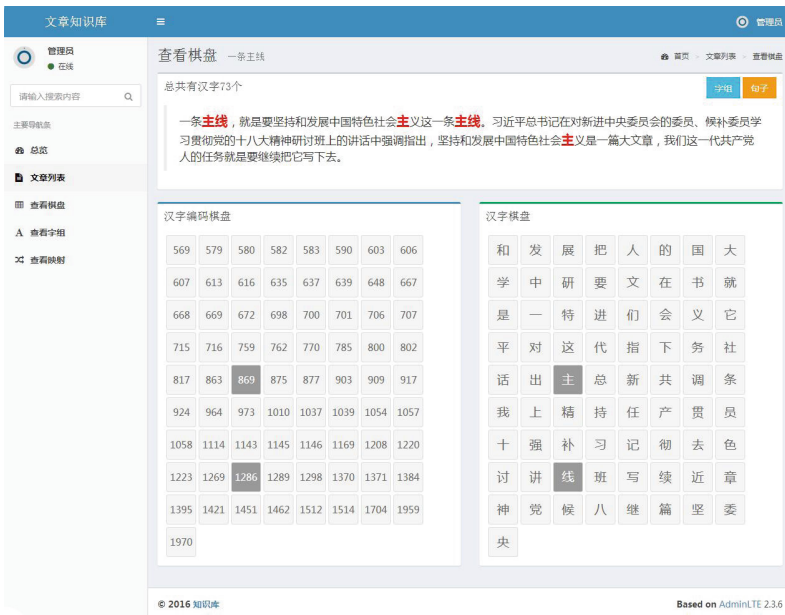 文章知识库
管理员
管理员
在线
请输入搜索内容
主要导航条
总览
文章列表
查看棋盘
查看字组
查看映射
查看棋盘 一条主线
首页 > 文章列表 > 查看棋盘
总共有汉字73个
字组 句子
一条主线，就是要坚持和发展中国特色社会主义这一条主线。习近平总书记在对新进中央委员会的委员、候补委员学
习贯彻党的十八大精神研讨班上的讲话中强调指出，坚持和发展中国特色社会主义是一篇大文章，我们这一代共产党
人的任务就是要继续把它写下去。
汉字编码棋盘
569 579 580 582 583 590 603 606
607 613 616 635 637 639 648 667
668 669 672 698 700 701 706 707
715 716 759 762 770 785 800 802
817 863 869 875 877 903 909 917
924 964 973 1010 1037 1039 1054 1057
1058 1114 1143 1145 1146 1169 1208 1220
1223 1269 1286 1289 1298 1370 1371 1384
1395 1421 1451 1462 1512 1514 1704 1959
1970
汉字棋盘
和 发 展 把 人 的 国 大
学 中 研 要 文 在 书 就
是 一 特 进 们 会 义 它
平 对 这 代 指 下 务 社
话 出 主 总 新 共 调 条
我 上 精 持 任 产 贯 员
十 强 补 习 记 彻 去 色
讨 讲 线 班 写 续 近 章
神 党 候 八 继 篇 坚 委
央
© 2016 知识库
Based on AdminLTE 2.3.6